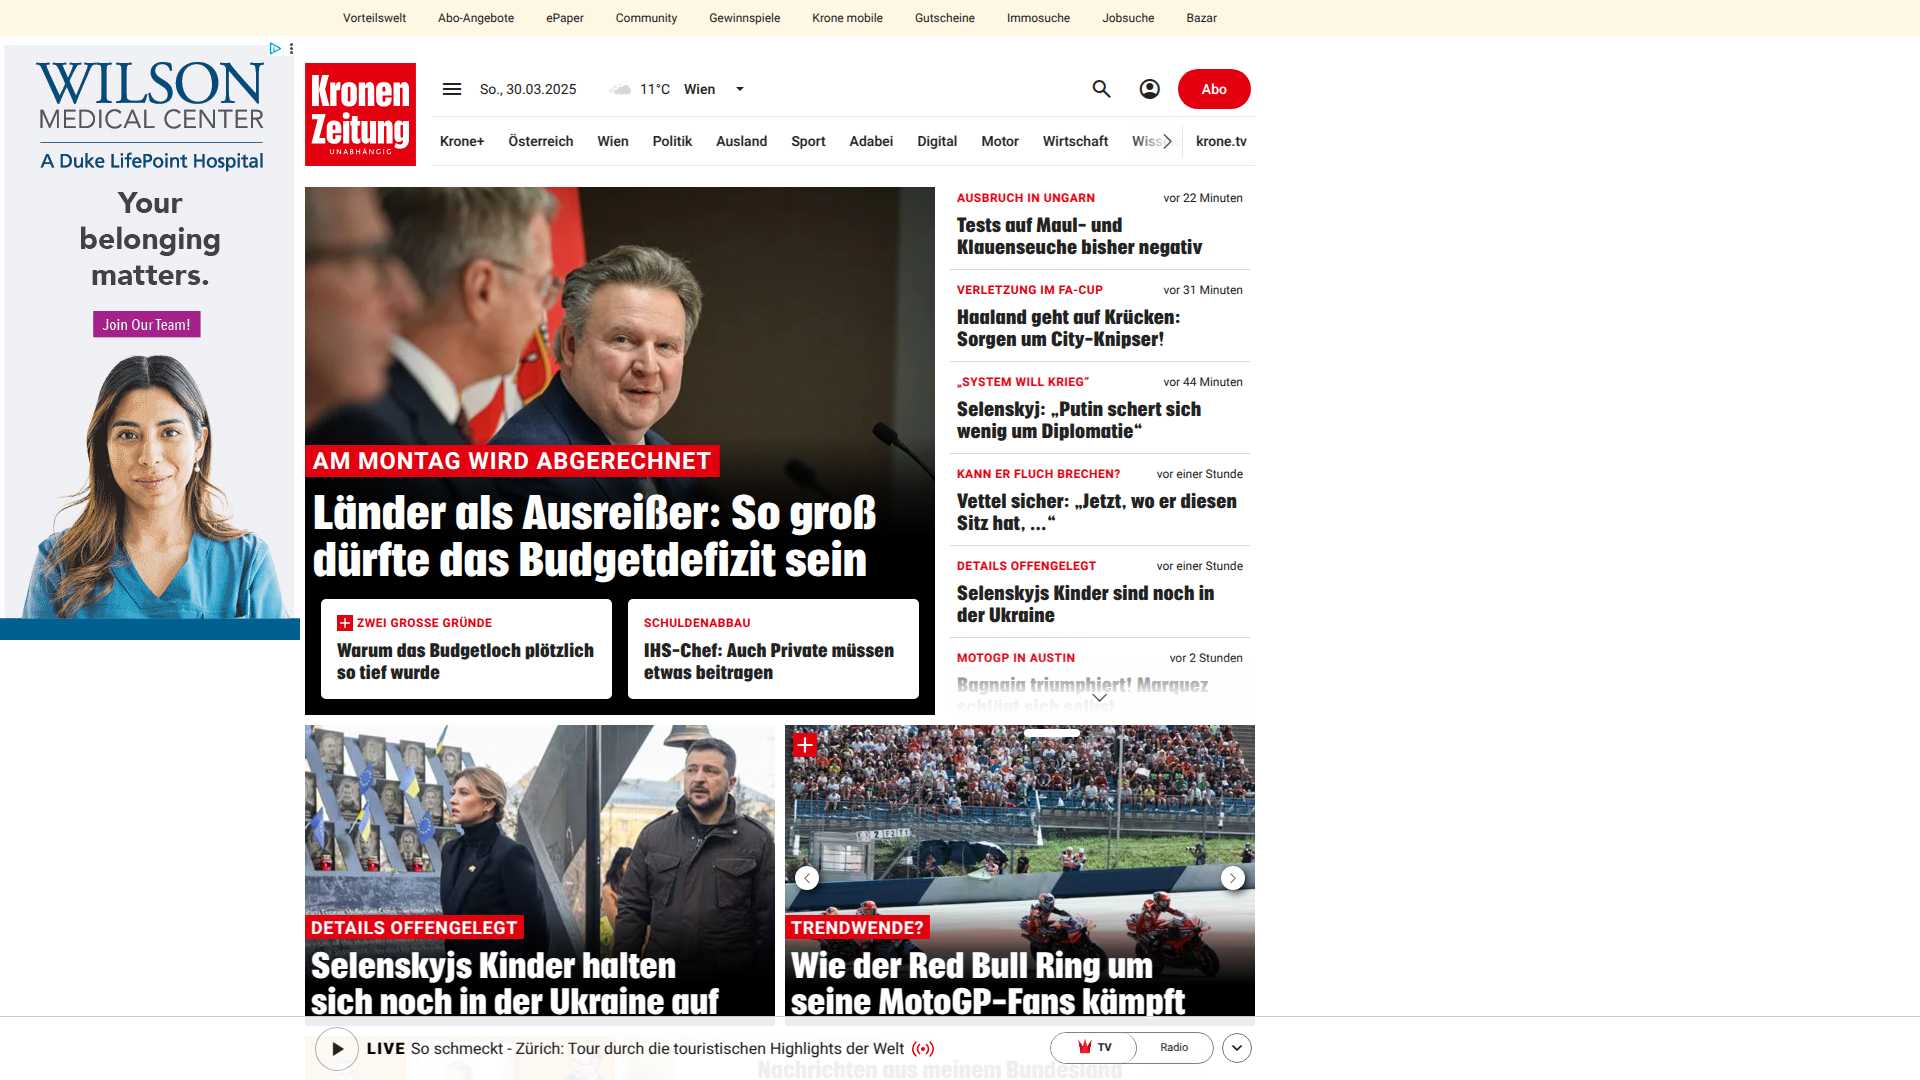 Vorteilswelt Abo-Angebote ePaper Community Gewinnspiele Krone mobile Gutscheine Immosuche Jobsuche Bazar
WILSON
MEDICAL CENTER
A Duke LifePoint Hospital
Your
belonging
matters.
Join Our Team!
Kronen
Zeitung
UNABHÄNGIG
So., 30.03.2025 11°C Wien
Abo
Krone+ Österreich Wien Politik Ausland Sport Adabei Digital Motor Wirtschaft Wiss krone.tv
AM MONTAG WIRD ABGERECHNET
Länder als Ausreißer: So groß
dürfte das Budgetdefizit sein
ZWEI GROSSE GRÜNDE
Warum das Budgetloch plötzlich
so tief wurde
SCHULDENABBAU
IHS-Chef: Auch Private müssen
etwas beitragen
AUSBRUCH IN UNGARN vor 22 Minuten
Tests auf Maul- und
Klauenseuche bisher negativ
VERLETZUNG IM FA-CUP vor 31 Minuten
Haaland geht auf Krücken:
Sorgen um City-Knipser!
„SYSTEM WILL KRIEG“ vor 44 Minuten
Selenskyj: „Putin schert sich
wenig um Diplomatie“
KANN ER FLUCH BRECHEN? vor einer Stunde
Vettel sicher: „Jetzt, wo er diesen
Sitz hat, ...“
DETAILS OFFENGELEGT vor einer Stunde
Selenskyjs Kinder sind noch in
der Ukraine
MOTOGP IN AUSTIN vor 2 Stunden
Bagnaia triumphiert! Marquez
schlägt sich selbst
DETAILS OFFENGELEGT
Selenskyjs Kinder halten
sich noch in der Ukraine auf
TRENDWENDE?
Wie der Red Bull Ring um
seine MotoGP-Fans kämpft
LIVE So schmeckt - Zürich: Tour durch die touristischen Highlights der Welt
TV Radio
Nachrichten aus meinem Bundesland